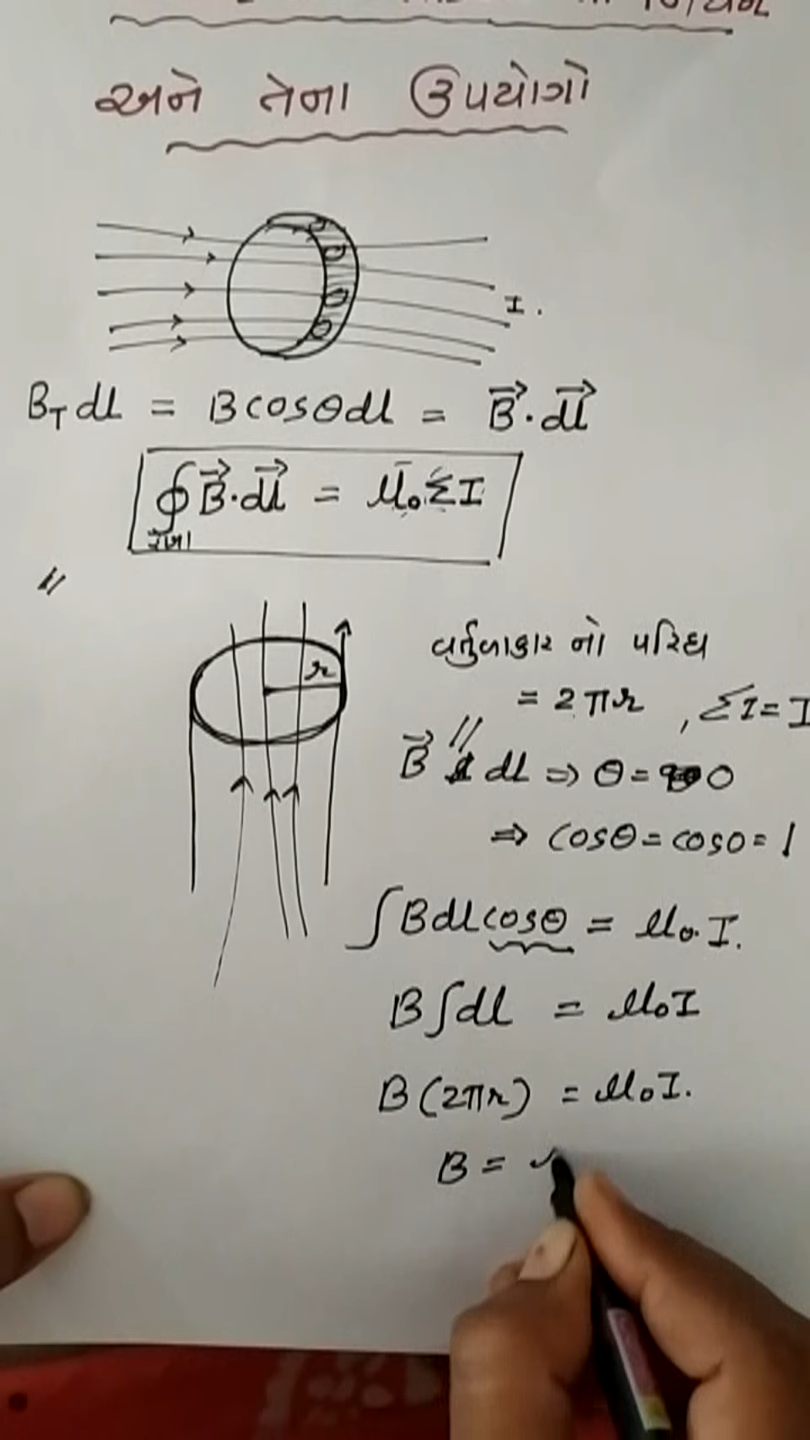 અને તેના ઉપયોગો
I.
B_T dl = B cosθ dl = B⃗·dl⃗
∮ B⃗·dl⃗ = μ₀ΣI
રેખા
//
r
વર્તુળાકાર નો પરિઘ
= 2πr , ΣI = I
B⃗ // dl ⇒ θ = 0
⇒ cosθ = cos0 = 1
∫Bdl cosθ = μ₀.I.
B∫dl = μ₀I
B(2πr) = μ₀I.
B =